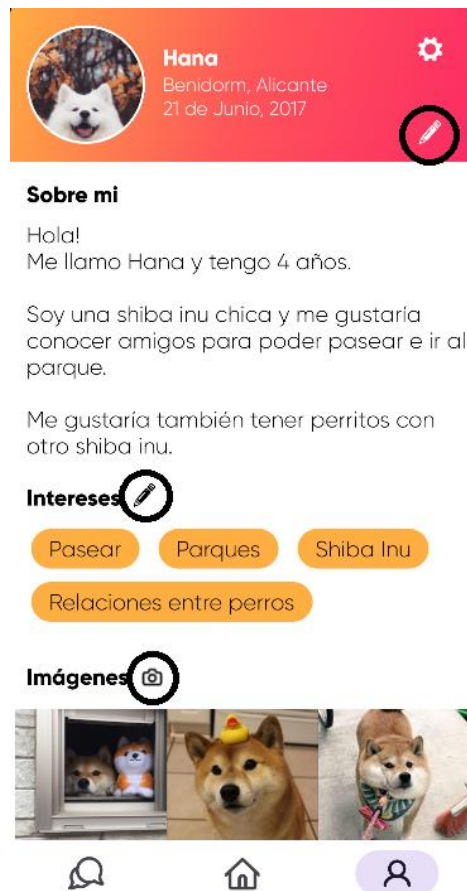 Hana
Benidorm, Alicante
21 de Junio, 2017
Sobre mi
Hola!
Me llamo Hana y tengo 4 años.
Soy una shiba inu chica y me gustaría
conocer amigos para poder pasear e ir al
parque.
Me gustaría también tener perritos con
otro shiba inu.
Intereses
Pasear Parques Shiba Inu
Relaciones entre perros
Imágenes